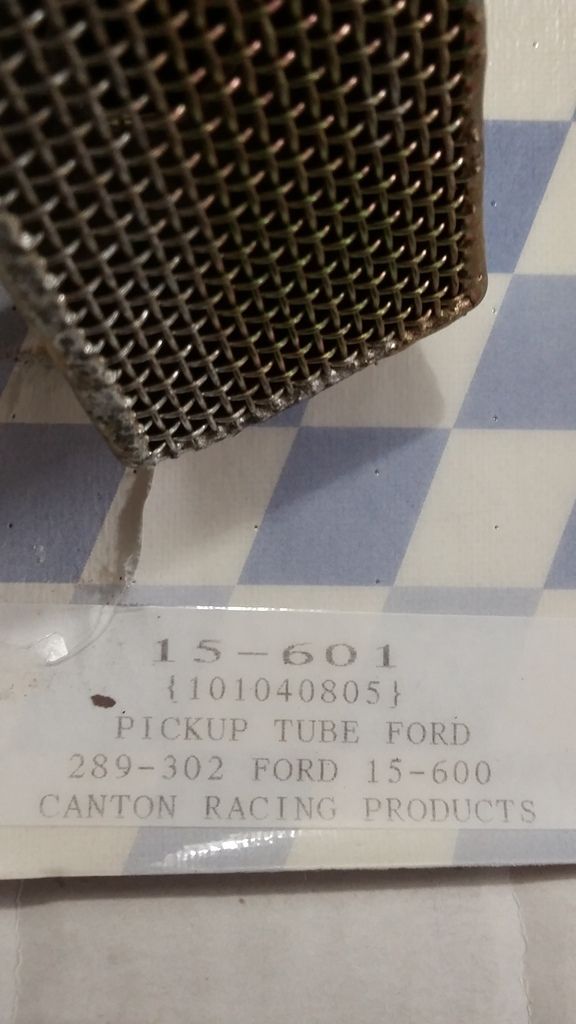 15-601
{101040805}
PICKUP TUBE FORD
289-302 FORD 15-600
CANTON RACING PRODUCTS